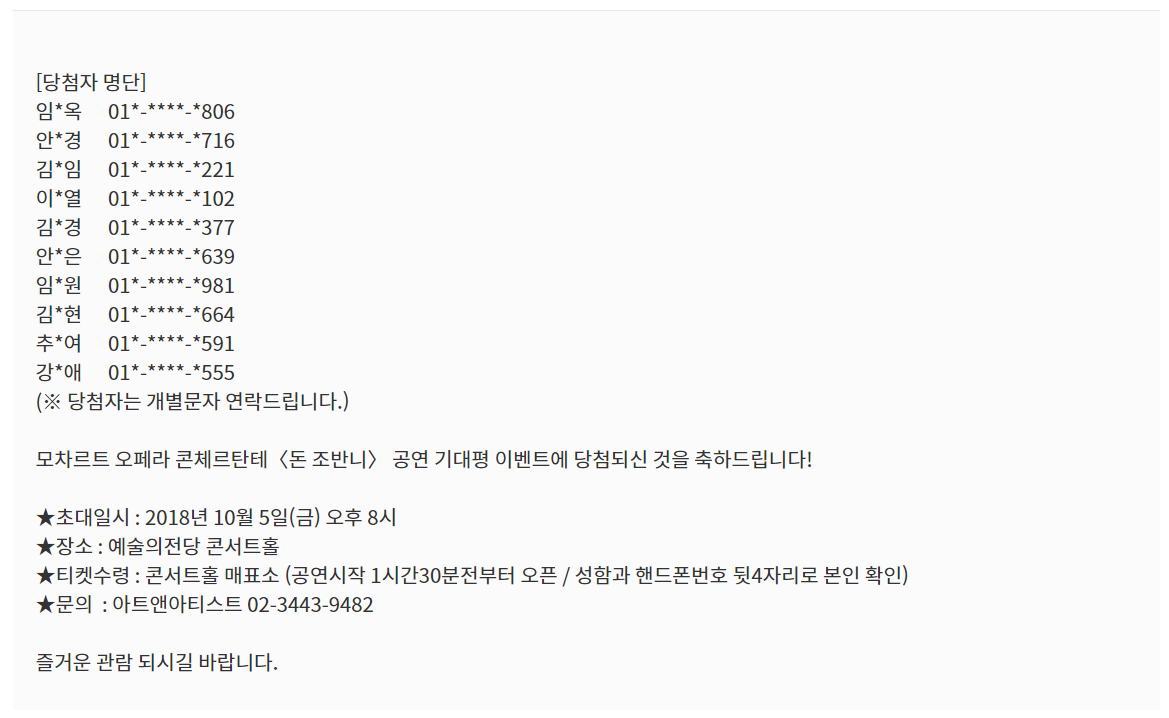 [당첨자 명단]
임*옥 01*-****-*806
안*경 01*-****-*716
김*임 01*-****-*221
이*열 01*-****-*102
김*경 01*-****-*377
안*은 01*-****-*639
임*원 01*-****-*981
김*현 01*-****-*664
추*여 01*-****-*591
강*애 01*-****-*555
(※ 당첨자는 개별문자 연락드립니다.)
모차르트 오페라 콘체르탄테〈돈 조반니〉 공연 기대평 이벤트에 당첨되신 것을 축하드립니다!
★초대일시 : 2018년 10월 5일(금) 오후 8시
★장소 : 예술의전당 콘서트홀
★티켓수령 : 콘서트홀 매표소 (공연시작 1시간30분전부터 오픈 / 성함과 핸드폰번호 뒷4자리로 본인 확인)
★문의 : 아트앤아티스트 02-3443-9482
즐거운 관람 되시길 바랍니다.